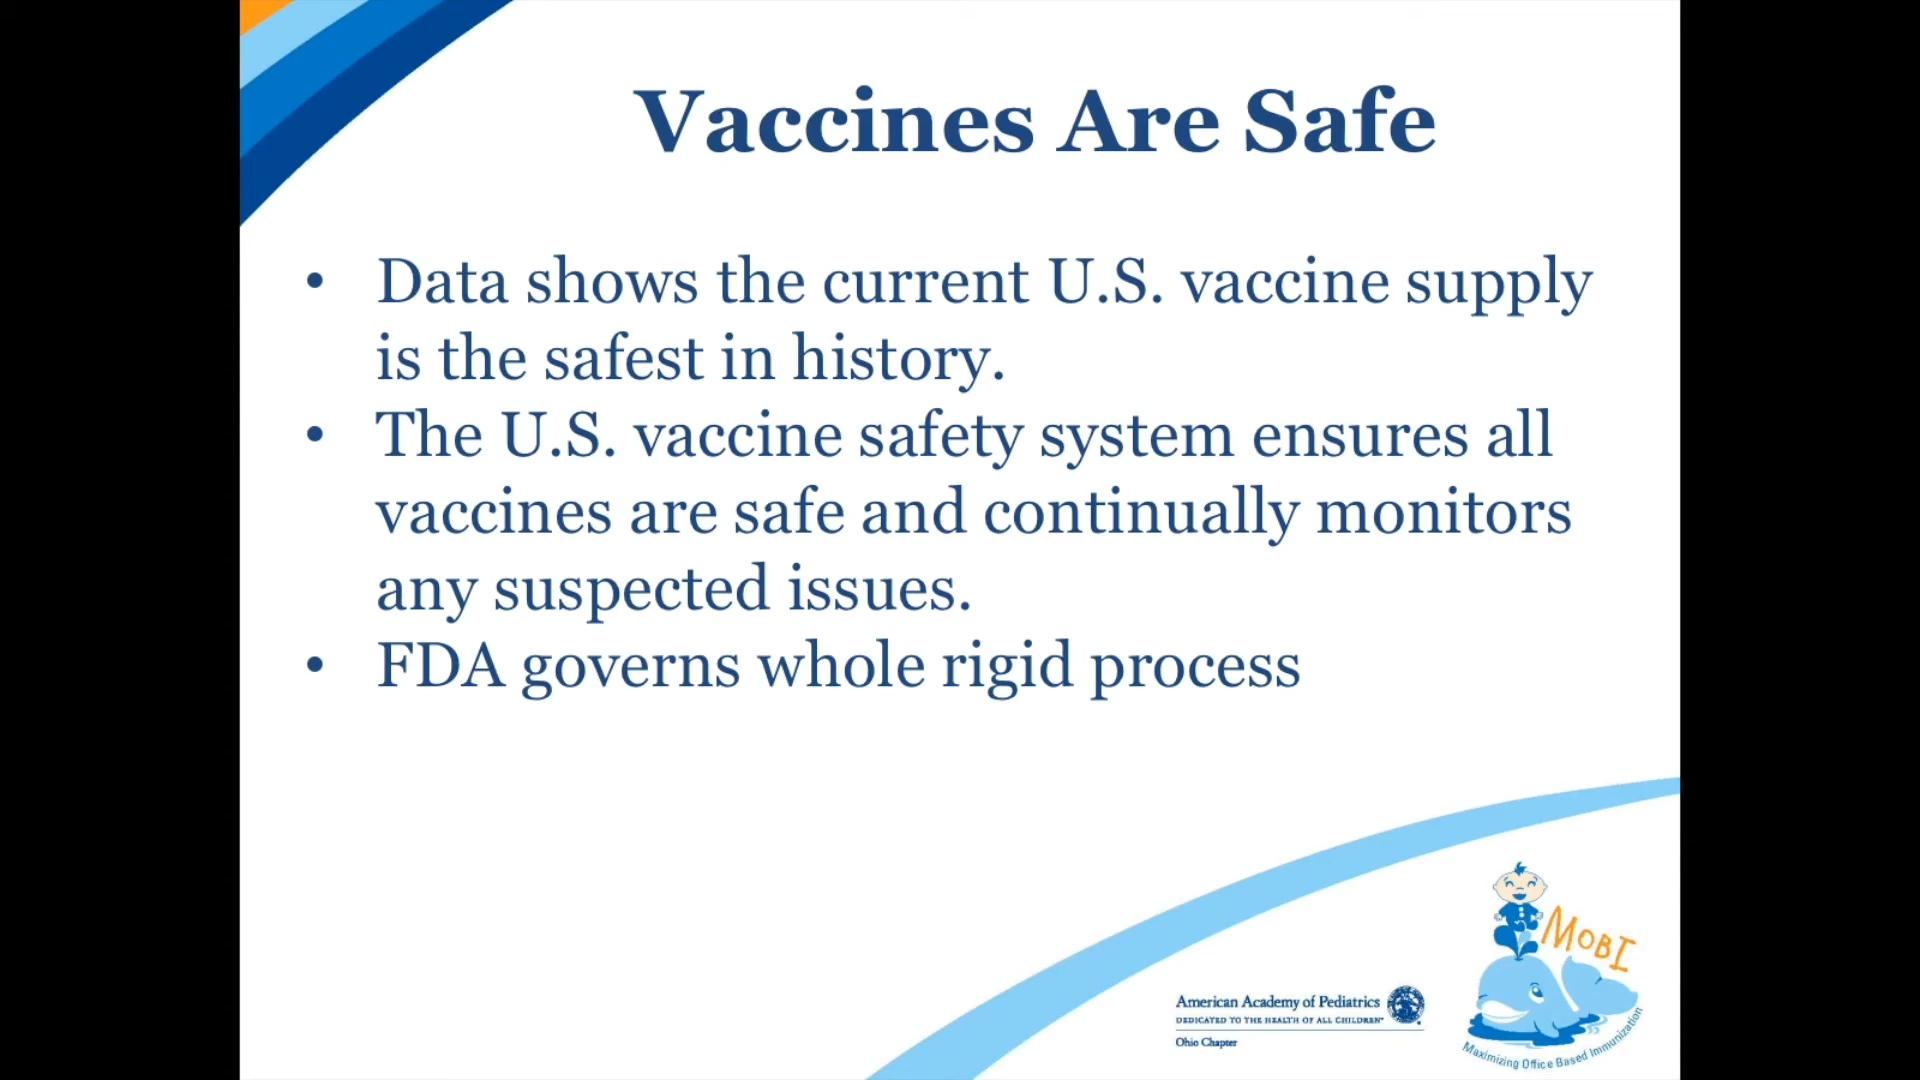 Vaccines Are Safe
• Data shows the current U.S. vaccine supply
is the safest in history.
• The U.S. vaccine safety system ensures all
vaccines are safe and continually monitors
any suspected issues.
• FDA governs whole rigid process
MOBI
American Academy of Pediatrics
DEDICATED TO THE HEALTH OF ALL CHILDREN™
Ohio Chapter
Maximizing Office Based Immunization